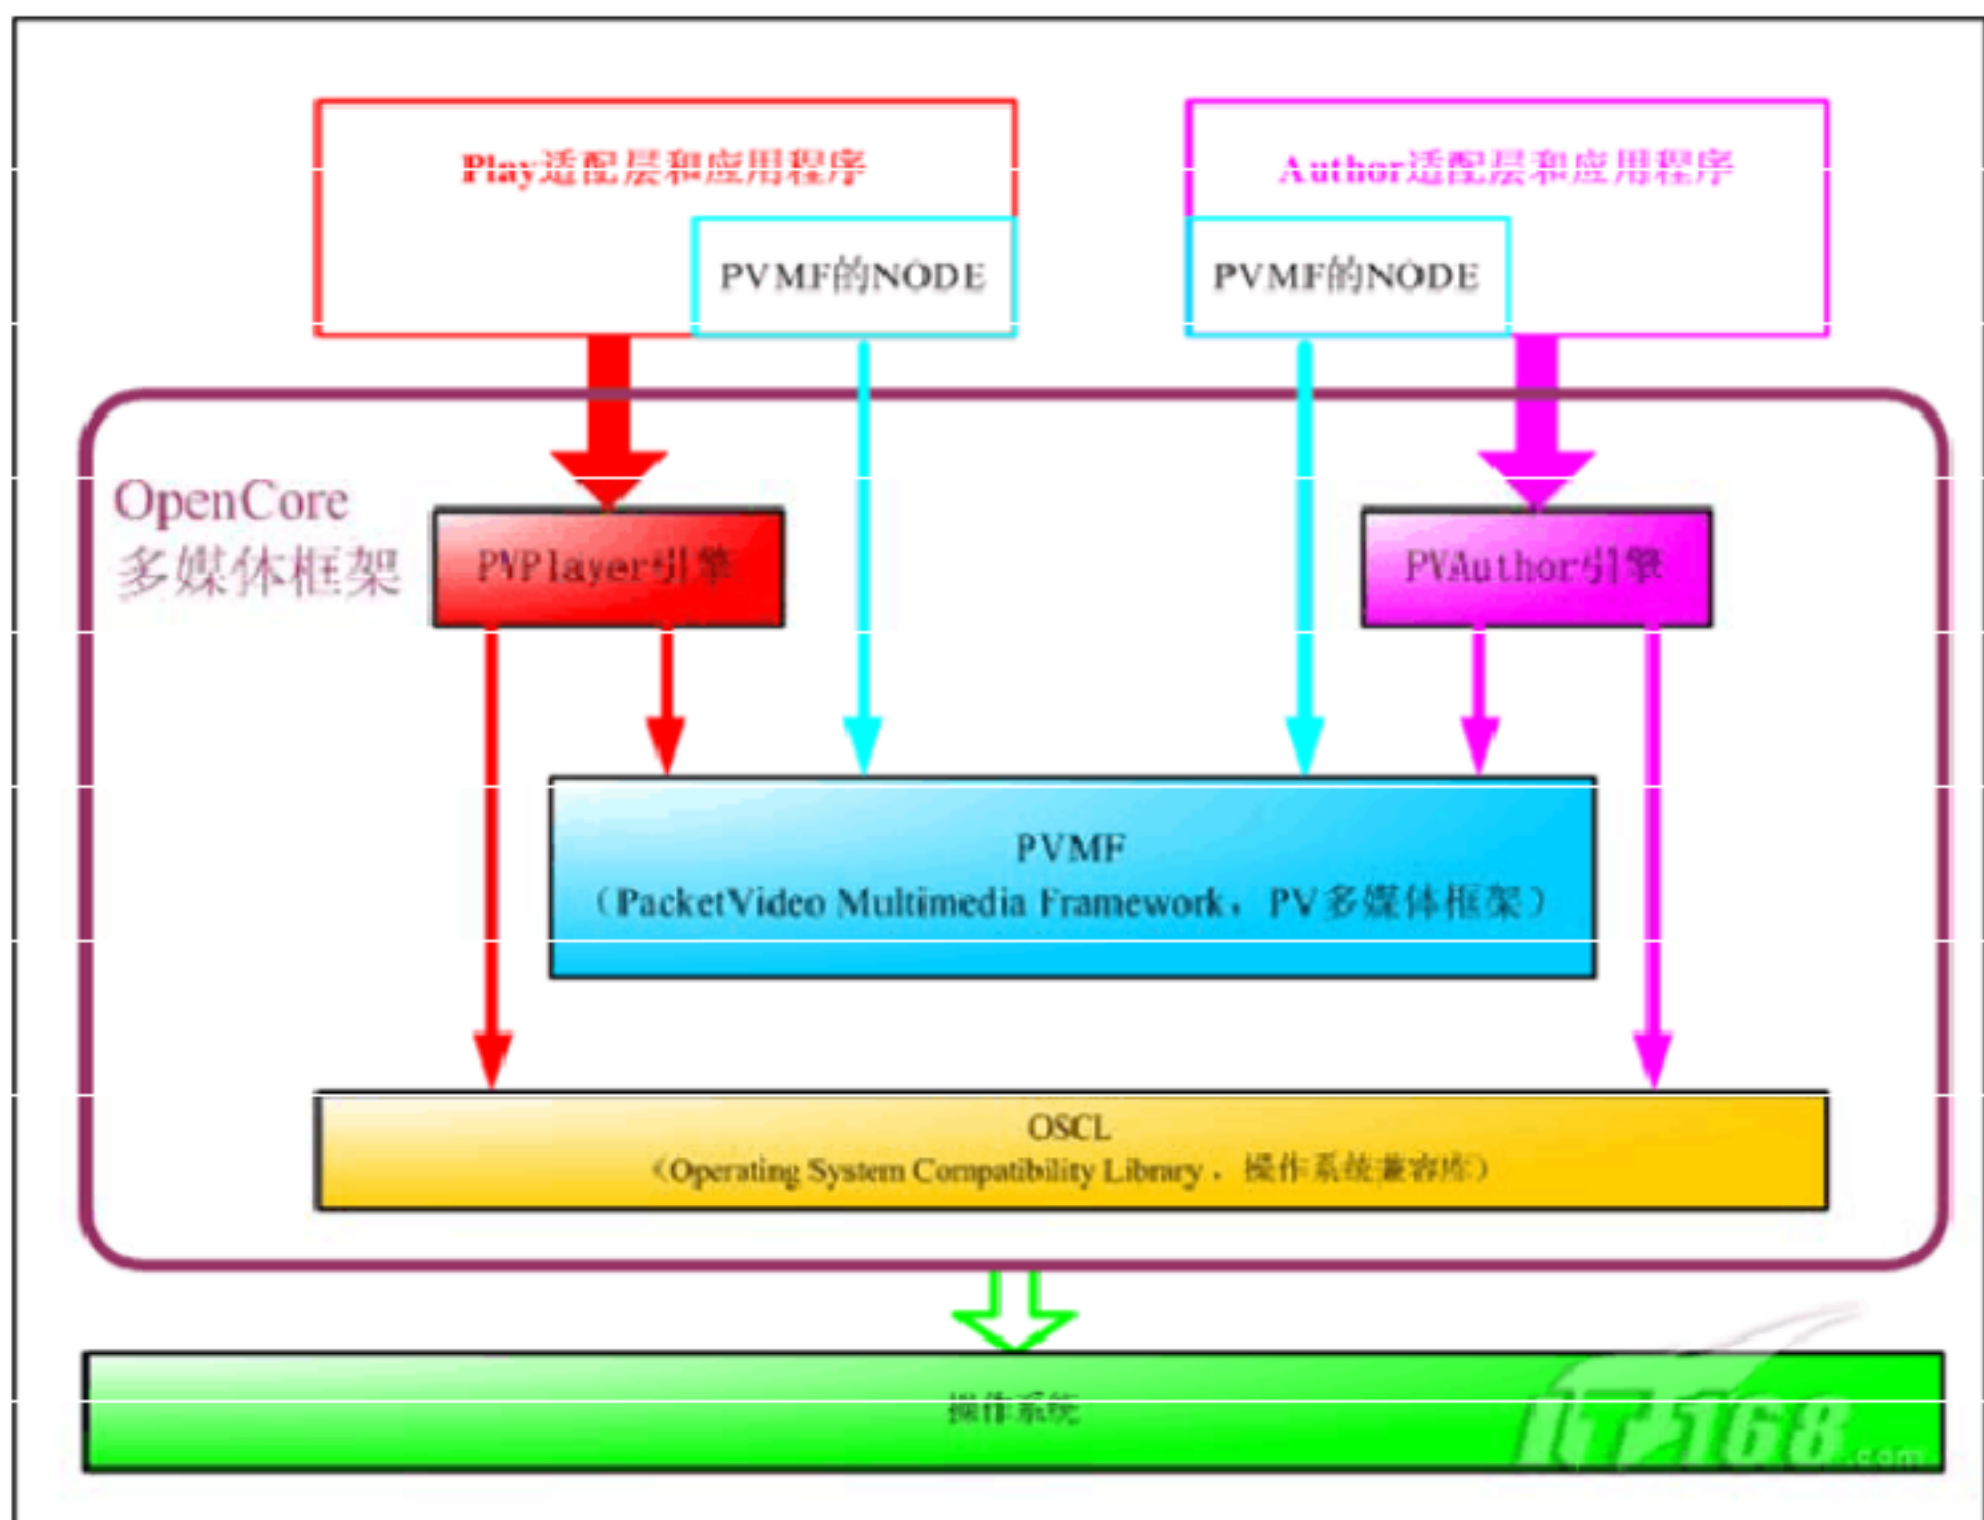 Play适配层和应用程序
Author适配层和应用程序
PVMF的NODE
PVMF的NODE
OpenCore
多媒体框架
PVPlayer引擎
PVAuthor引擎
PVMF
（PacketVideo Multimedia Framework，PV多媒体框架）
OSCL
（Operating System Compatibility Library，操作系统兼容库）
操作系统
IT168.com